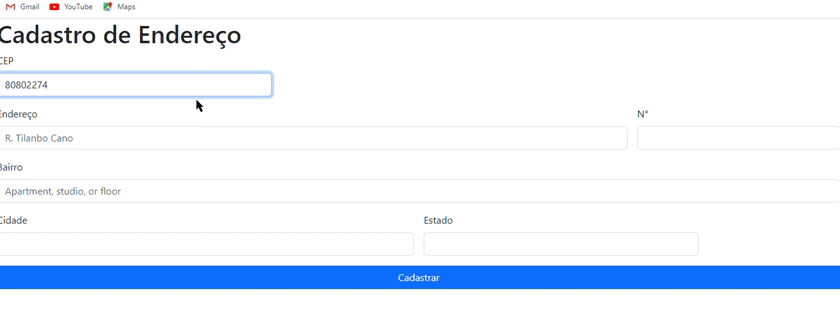 Gmail YouTube Maps
Cadastro de Endereço
CEP
80802274
Endereço N°
R. Tilanbo Cano
Bairro
Apartment, studio, or floor
Cidade Estado
Cadastrar